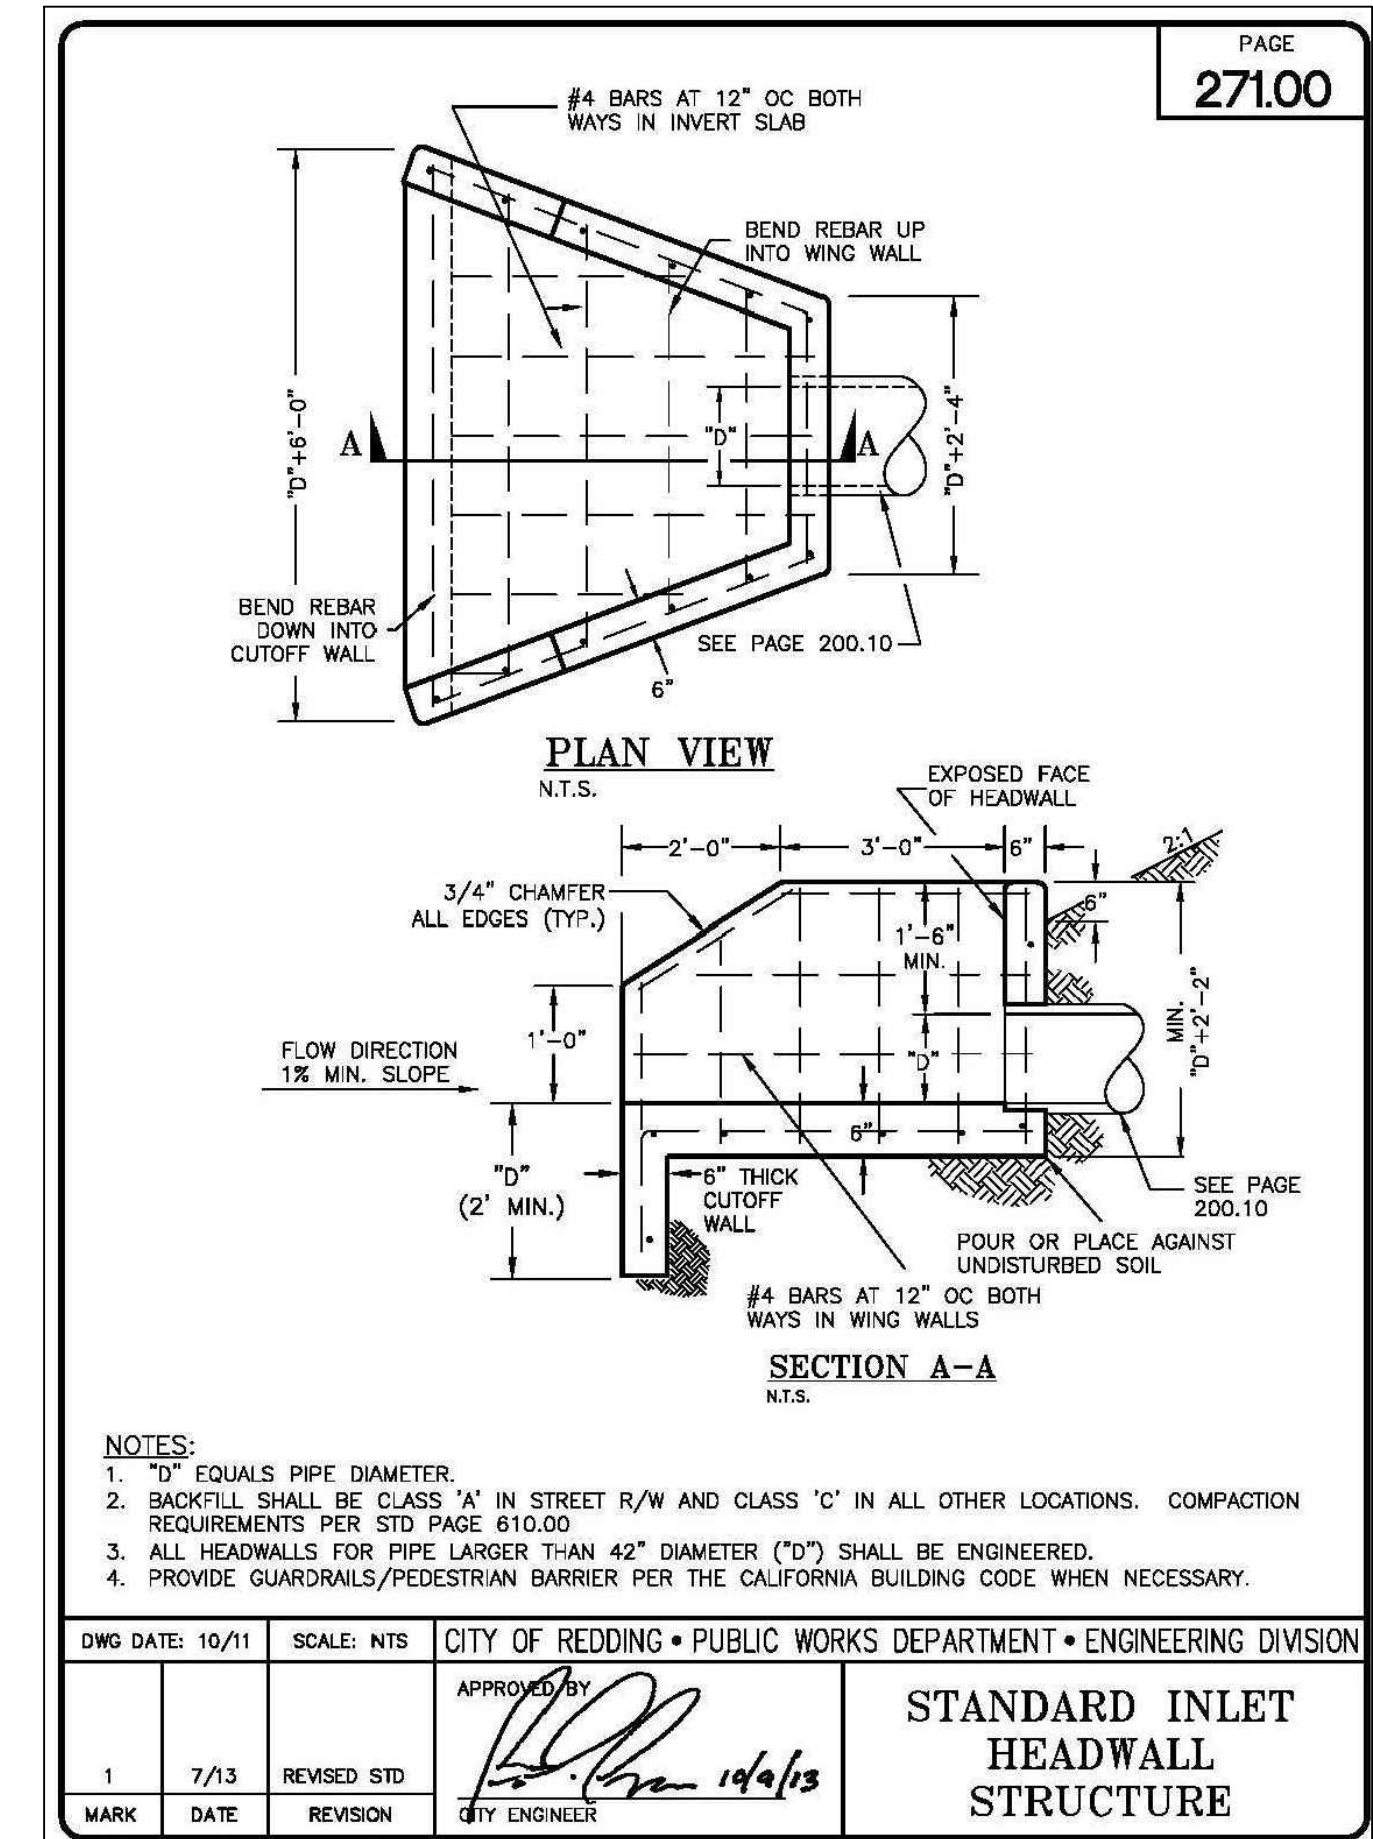 PAGE
271.00
#4 BARS AT 12" OC BOTH
WAYS IN INVERT SLAB
BEND REBAR UP
INTO WING WALL
"D"+6'-0"
A
"D"
A
"D"+2'-4"
BEND REBAR
DOWN INTO
CUTOFF WALL
SEE PAGE 200.10
6"
PLAN VIEW
N.T.S.
EXPOSED FACE
OF HEADWALL
2'-0"
3'-0"
6"
2:1
3/4" CHAMFER
ALL EDGES (TYP.)
6"
1'-6"
MIN.
MIN.
"D"+2'-2"
1'-0"
"D"
FLOW DIRECTION
1% MIN. SLOPE
6"
"D"
(2' MIN.)
6" THICK
CUTOFF
WALL
SEE PAGE
200.10
POUR OR PLACE AGAINST
UNDISTURBED SOIL
#4 BARS AT 12" OC BOTH
WAYS IN WING WALLS
SECTION A-A
N.T.S.
NOTES:
1. "D" EQUALS PIPE DIAMETER.
2. BACKFILL SHALL BE CLASS 'A' IN STREET R/W AND CLASS 'C' IN ALL OTHER LOCATIONS. COMPACTION
REQUIREMENTS PER STD PAGE 610.00
3. ALL HEADWALLS FOR PIPE LARGER THAN 42" DIAMETER ("D") SHALL BE ENGINEERED.
4. PROVIDE GUARDRAILS/PEDESTRIAN BARRIER PER THE CALIFORNIA BUILDING CODE WHEN NECESSARY.
DWG DATE: 10/11
SCALE: NTS
CITY OF REDDING • PUBLIC WORKS DEPARTMENT • ENGINEERING DIVISION
APPROVED BY
10/9/13
CITY ENGINEER
1 7/13 REVISED STD
MARK DATE REVISION
STANDARD INLET
HEADWALL
STRUCTURE